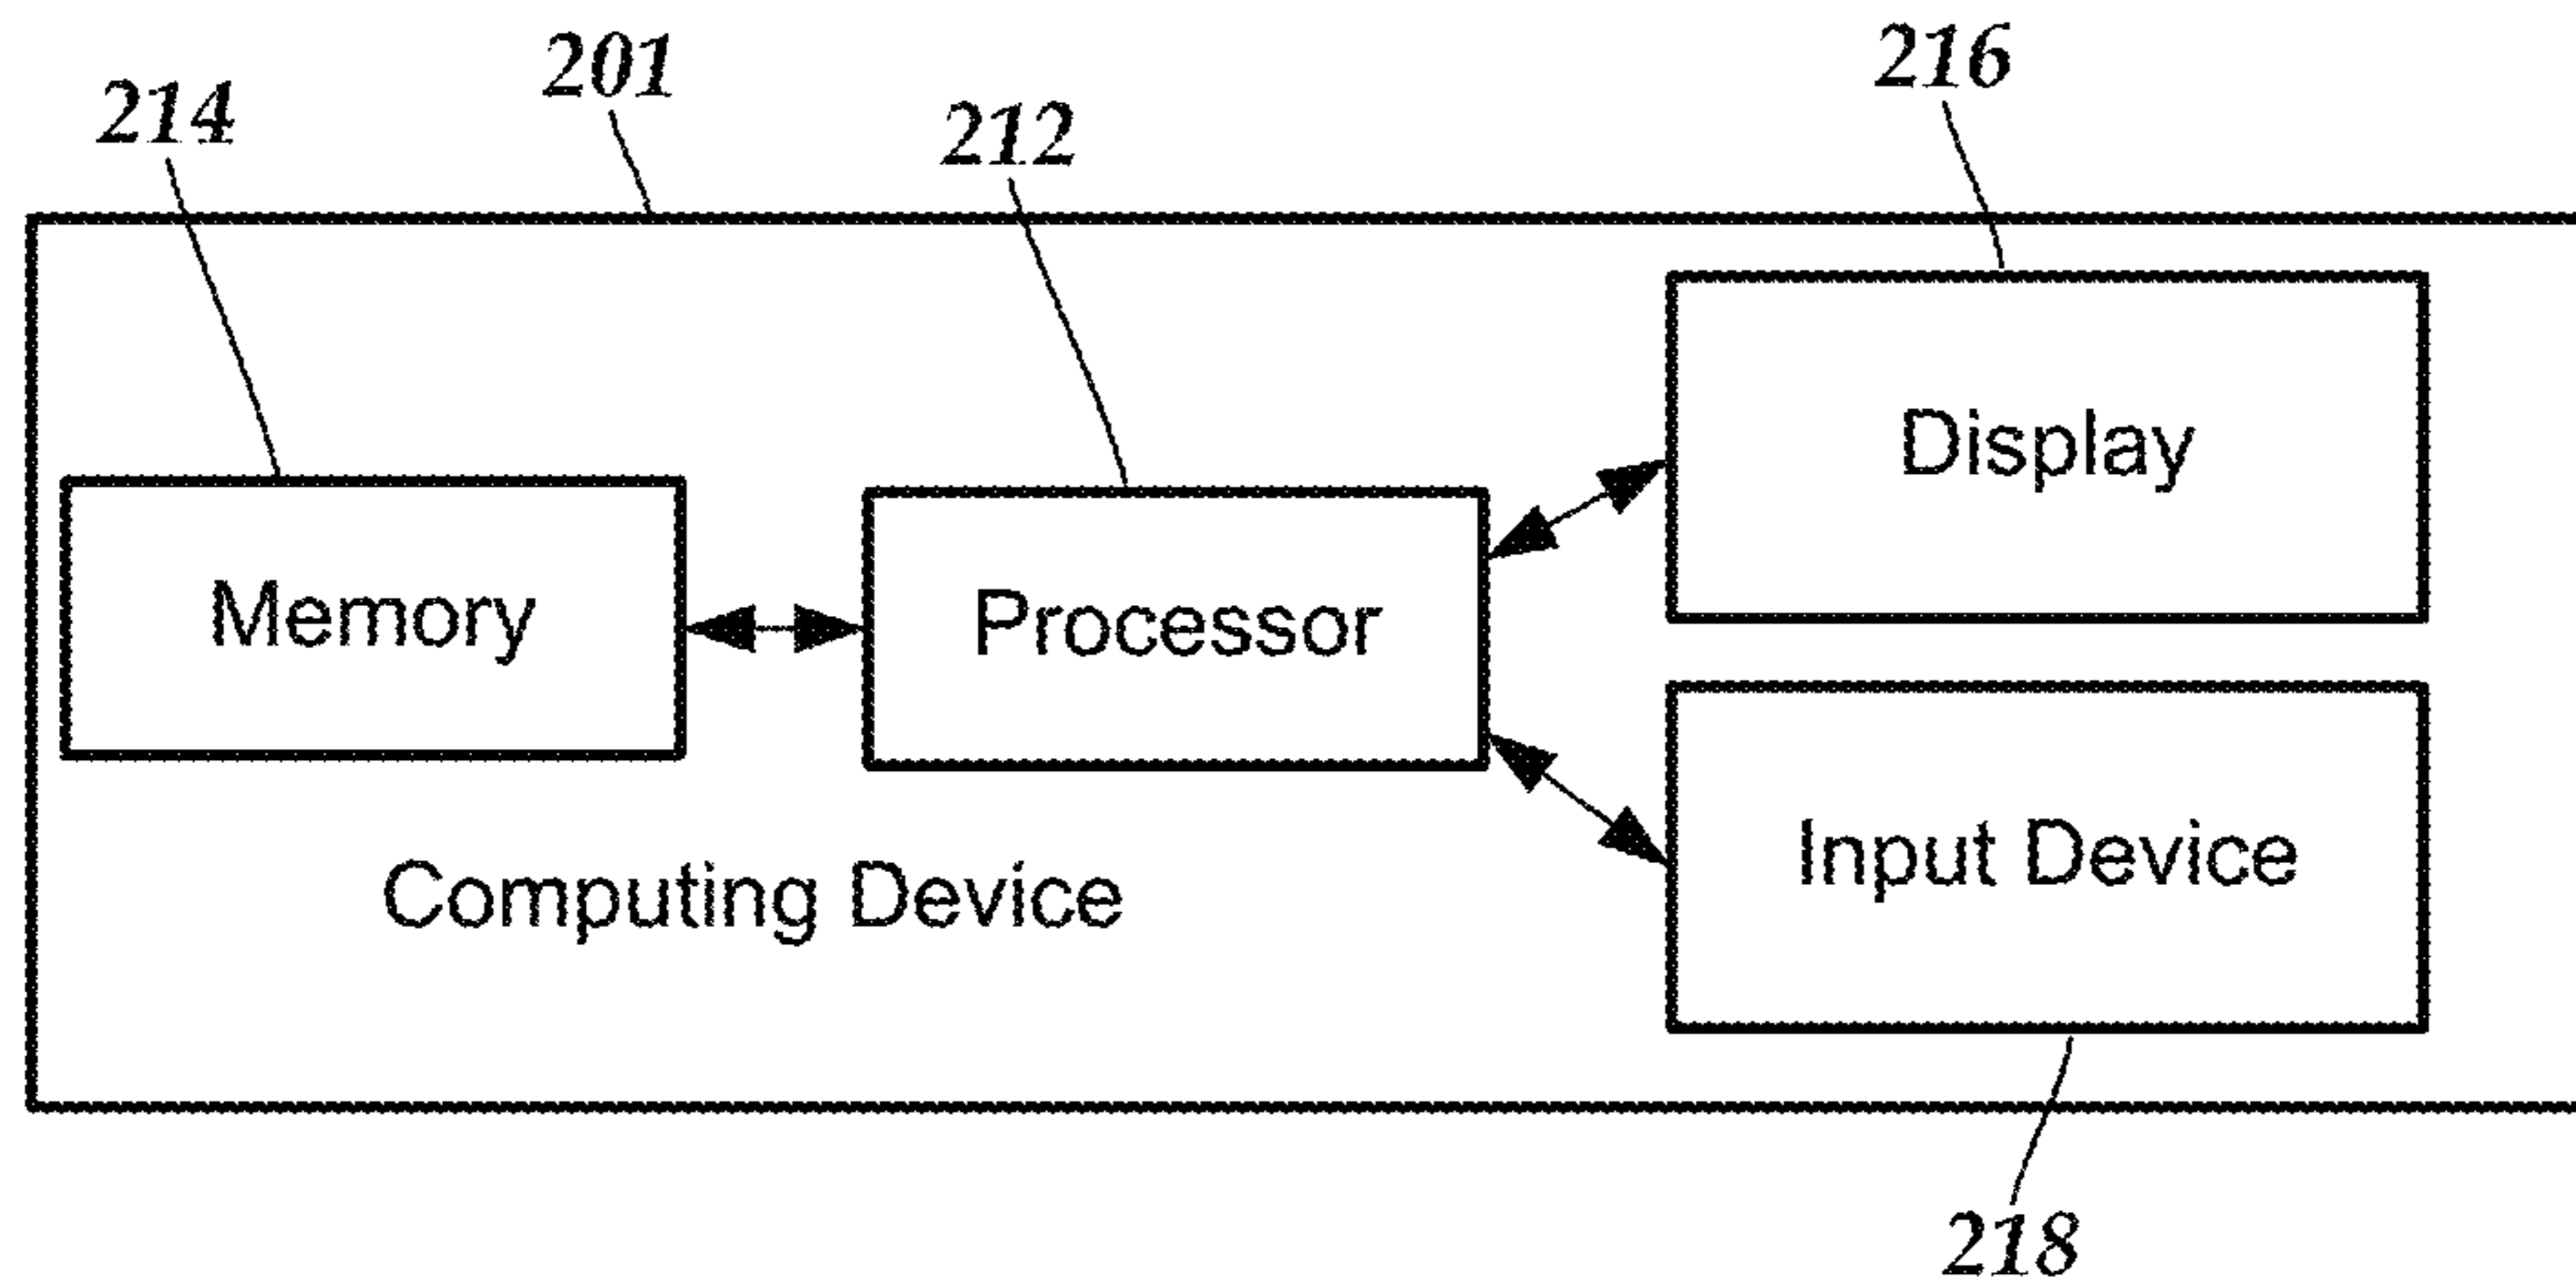 214
201
212
216
Memory
Processor
Display
Input Device
Computing Device
218